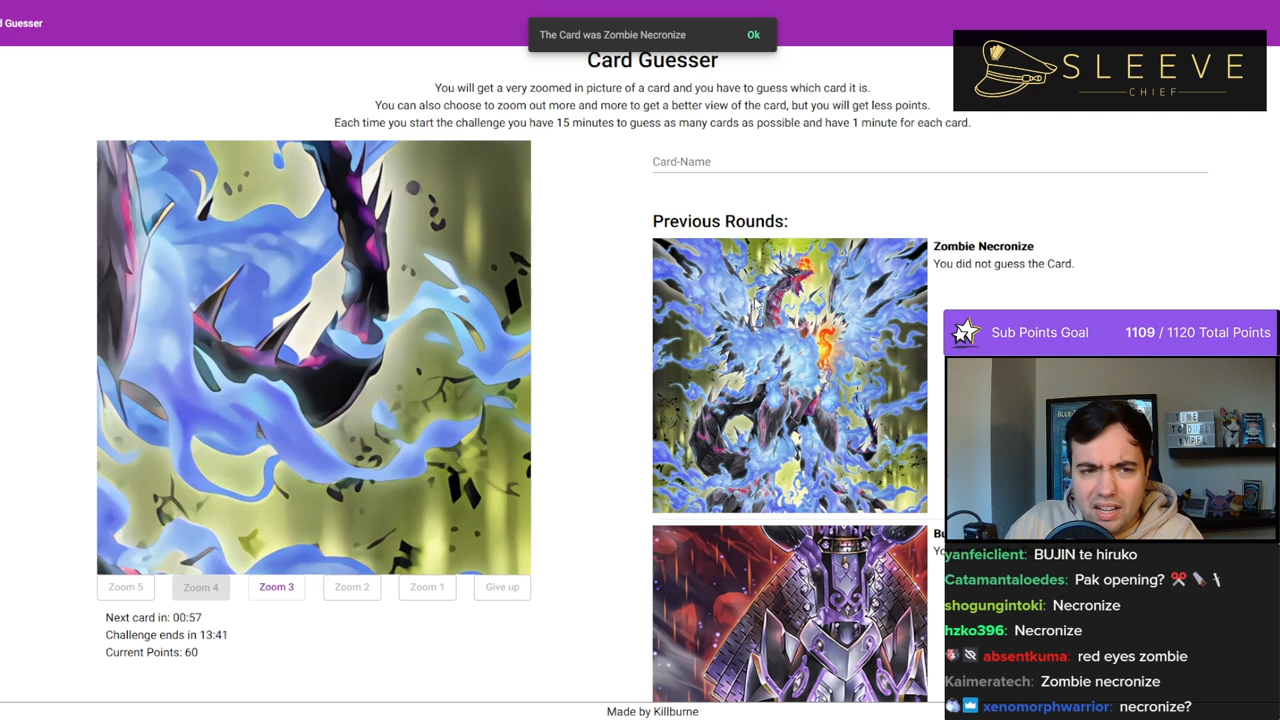 d Guesser
The Card was Zombie Necronize
Ok
Card Guesser
You will get a very zoomed in picture of a card and you have to guess which card it is.
You can also choose to zoom out more and more to get a better view of the card, but you will get less points.
Each time you start the challenge you have 15 minutes to guess as many cards as possible and have 1 minute for each card.
SLEEVE
CHIEF
Card-Name
Previous Rounds:
Zombie Necronize
You did not guess the Card.
Sub Points Goal
1109 / 1120 Total Points
Zoom 5
Zoom 4
Zoom 3
Zoom 2
Zoom 1
Give up
Next card in: 00:57
Challenge ends in 13:41
Current Points: 60
yanfeiclient: BUJIN te hiruko
Catamantaloedes: Pak opening?
shogungintoki: Necronize
hzko396: Necronize
absentkuma: red eyes zombie
Kaimeratech: Zombie necronize
xenomorphwarrior: necronize?
Made by Killburne